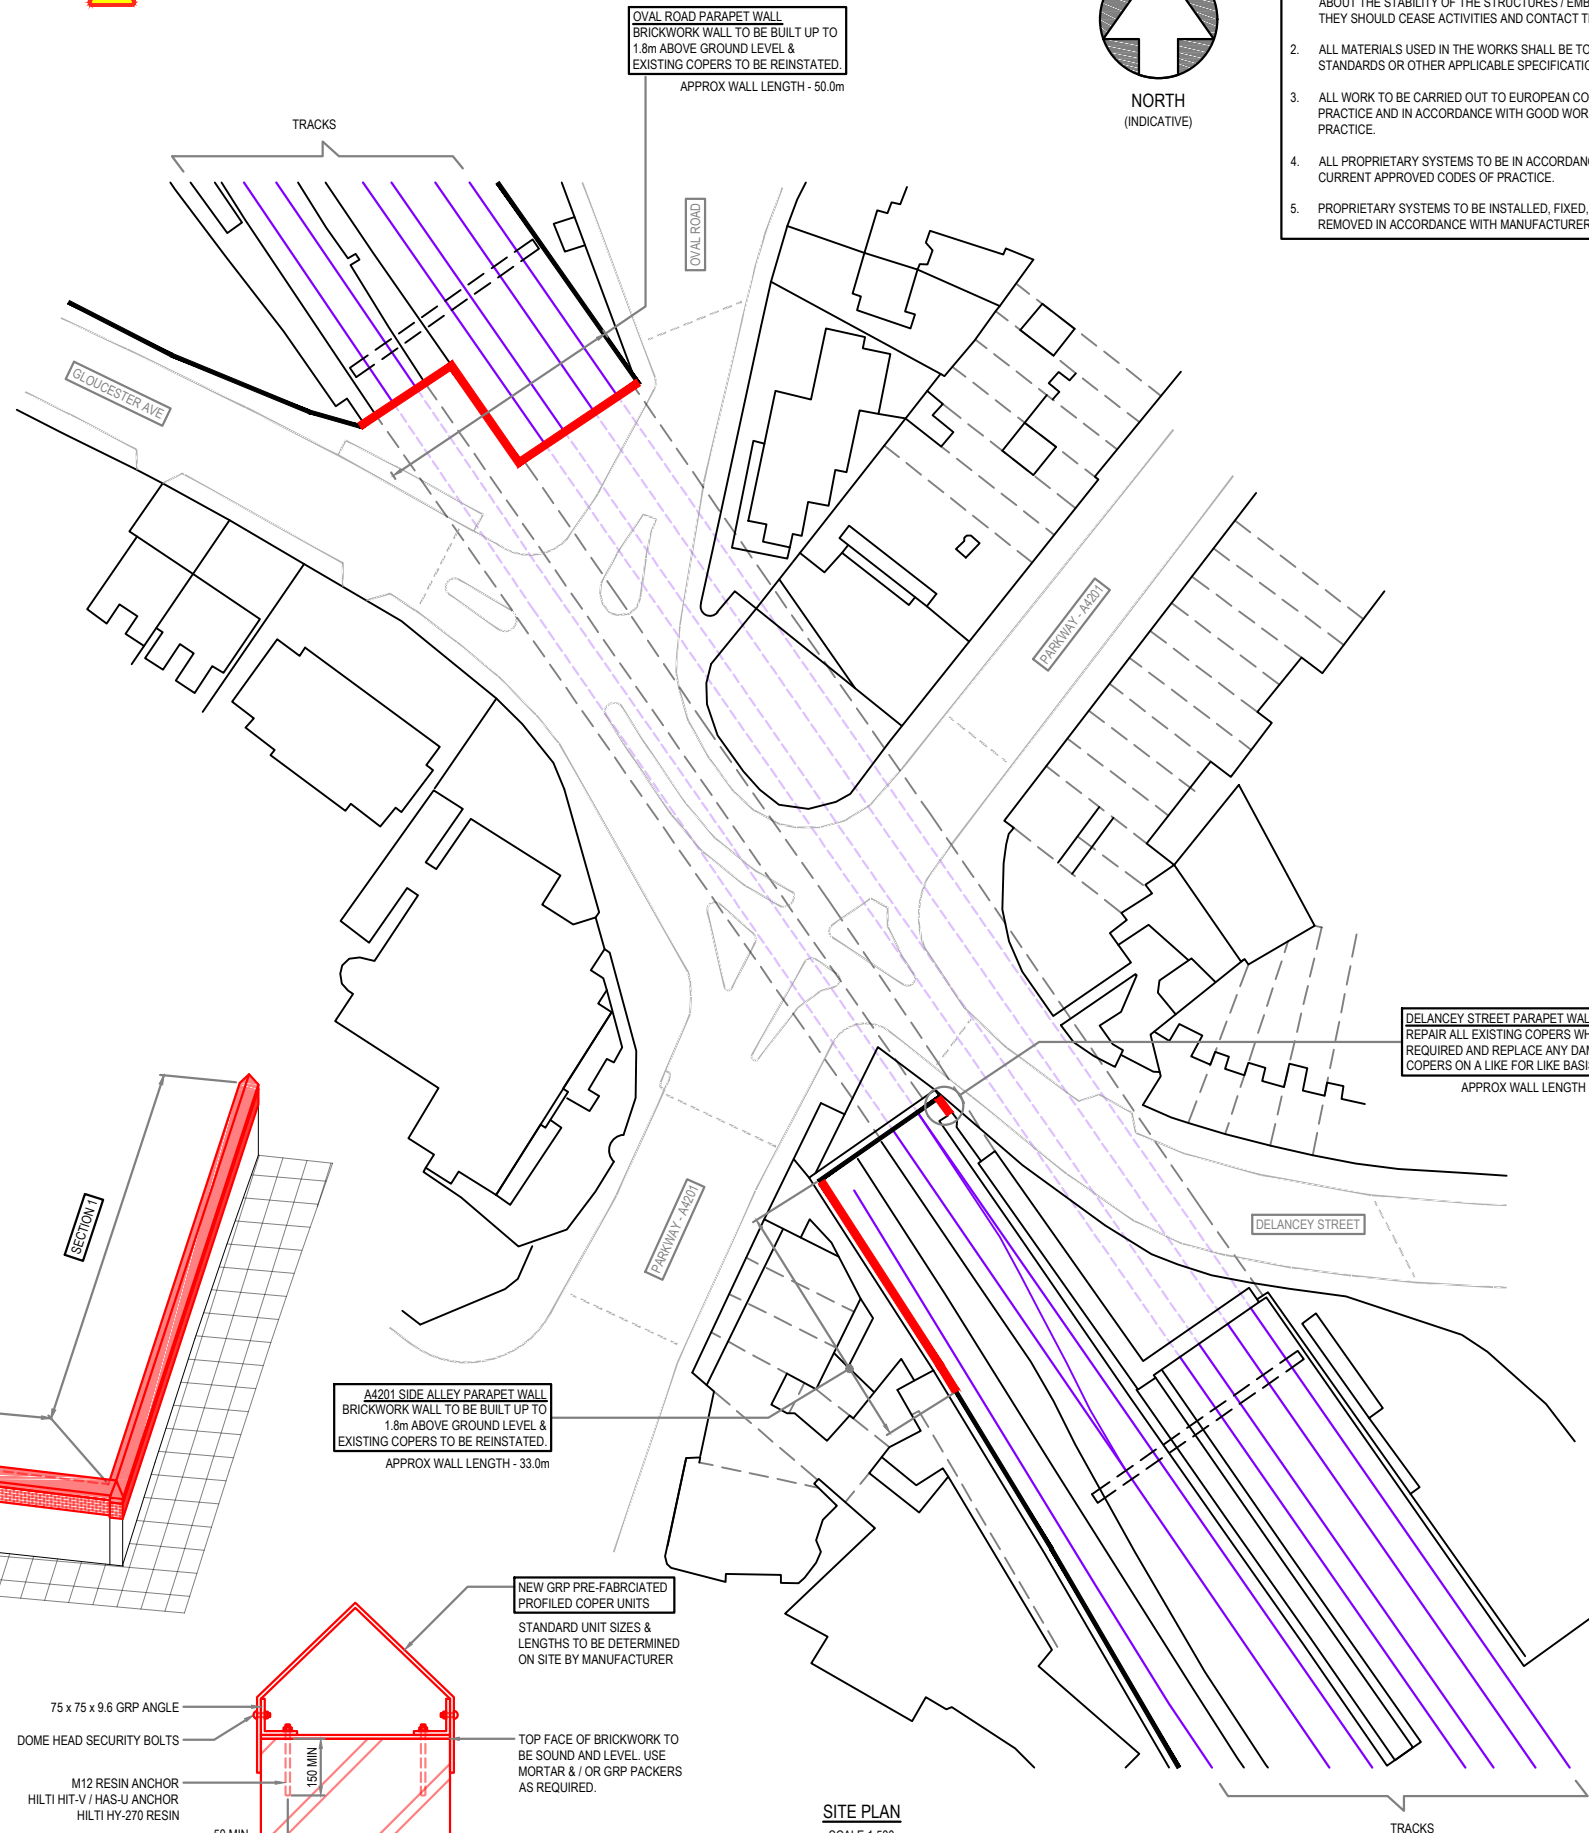 OVAL ROAD PARAPET WALL
BRICKWORK WALL TO BE BUILT UP TO
1.8m ABOVE GROUND LEVEL &
EXISTING COPERS TO BE REINSTATED.
APPROX WALL LENGTH - 50.0m
NORTH
(INDICATIVE)
ABOUT THE STABILITY OF THE STRUCTURES / EMB
THEY SHOULD CEASE ACTIVITIES AND CONTACT T
2. ALL MATERIALS USED IN THE WORKS SHALL BE TO
STANDARDS OR OTHER APPLICABLE SPECIFICATIO
3. ALL WORK TO BE CARRIED OUT TO EUROPEAN CO
PRACTICE AND IN ACCORDANCE WITH GOOD WOR
PRACTICE.
4. ALL PROPRIETARY SYSTEMS TO BE IN ACCORDAN
CURRENT APPROVED CODES OF PRACTICE.
5. PROPRIETARY SYSTEMS TO BE INSTALLED, FIXED,
REMOVED IN ACCORDANCE WITH MANUFACTURER
TRACKS
OVAL ROAD
GLOUCESTER AVE
PARKWAY - A4201
DELANCEY STREET PARAPET WAL
REPAIR ALL EXISTING COPERS WH
REQUIRED AND REPLACE ANY DA
COPERS ON A LIKE FOR LIKE BASI
APPROX WALL LENGTH
SECTION 1
PARKWAY - A4201
DELANCEY STREET
A4201 SIDE ALLEY PARAPET WALL
BRICKWORK WALL TO BE BUILT UP TO
1.8m ABOVE GROUND LEVEL &
EXISTING COPERS TO BE REINSTATED.
APPROX WALL LENGTH - 33.0m
NEW GRP PRE-FABRCIATED
PROFILED COPER UNITS
STANDARD UNIT SIZES &
LENGTHS TO BE DETERMINED
ON SITE BY MANUFACTURER
75 x 75 x 9.6 GRP ANGLE
DOME HEAD SECURITY BOLTS
M12 RESIN ANCHOR
HILTI HIT-V / HAS-U ANCHOR
HILTI HY-270 RESIN
150 MIN
50 MIN
TOP FACE OF BRICKWORK TO
BE SOUND AND LEVEL. USE
MORTAR & / OR GRP PACKERS
AS REQUIRED.
SITE PLAN
SCALE 1:500
TRACKS